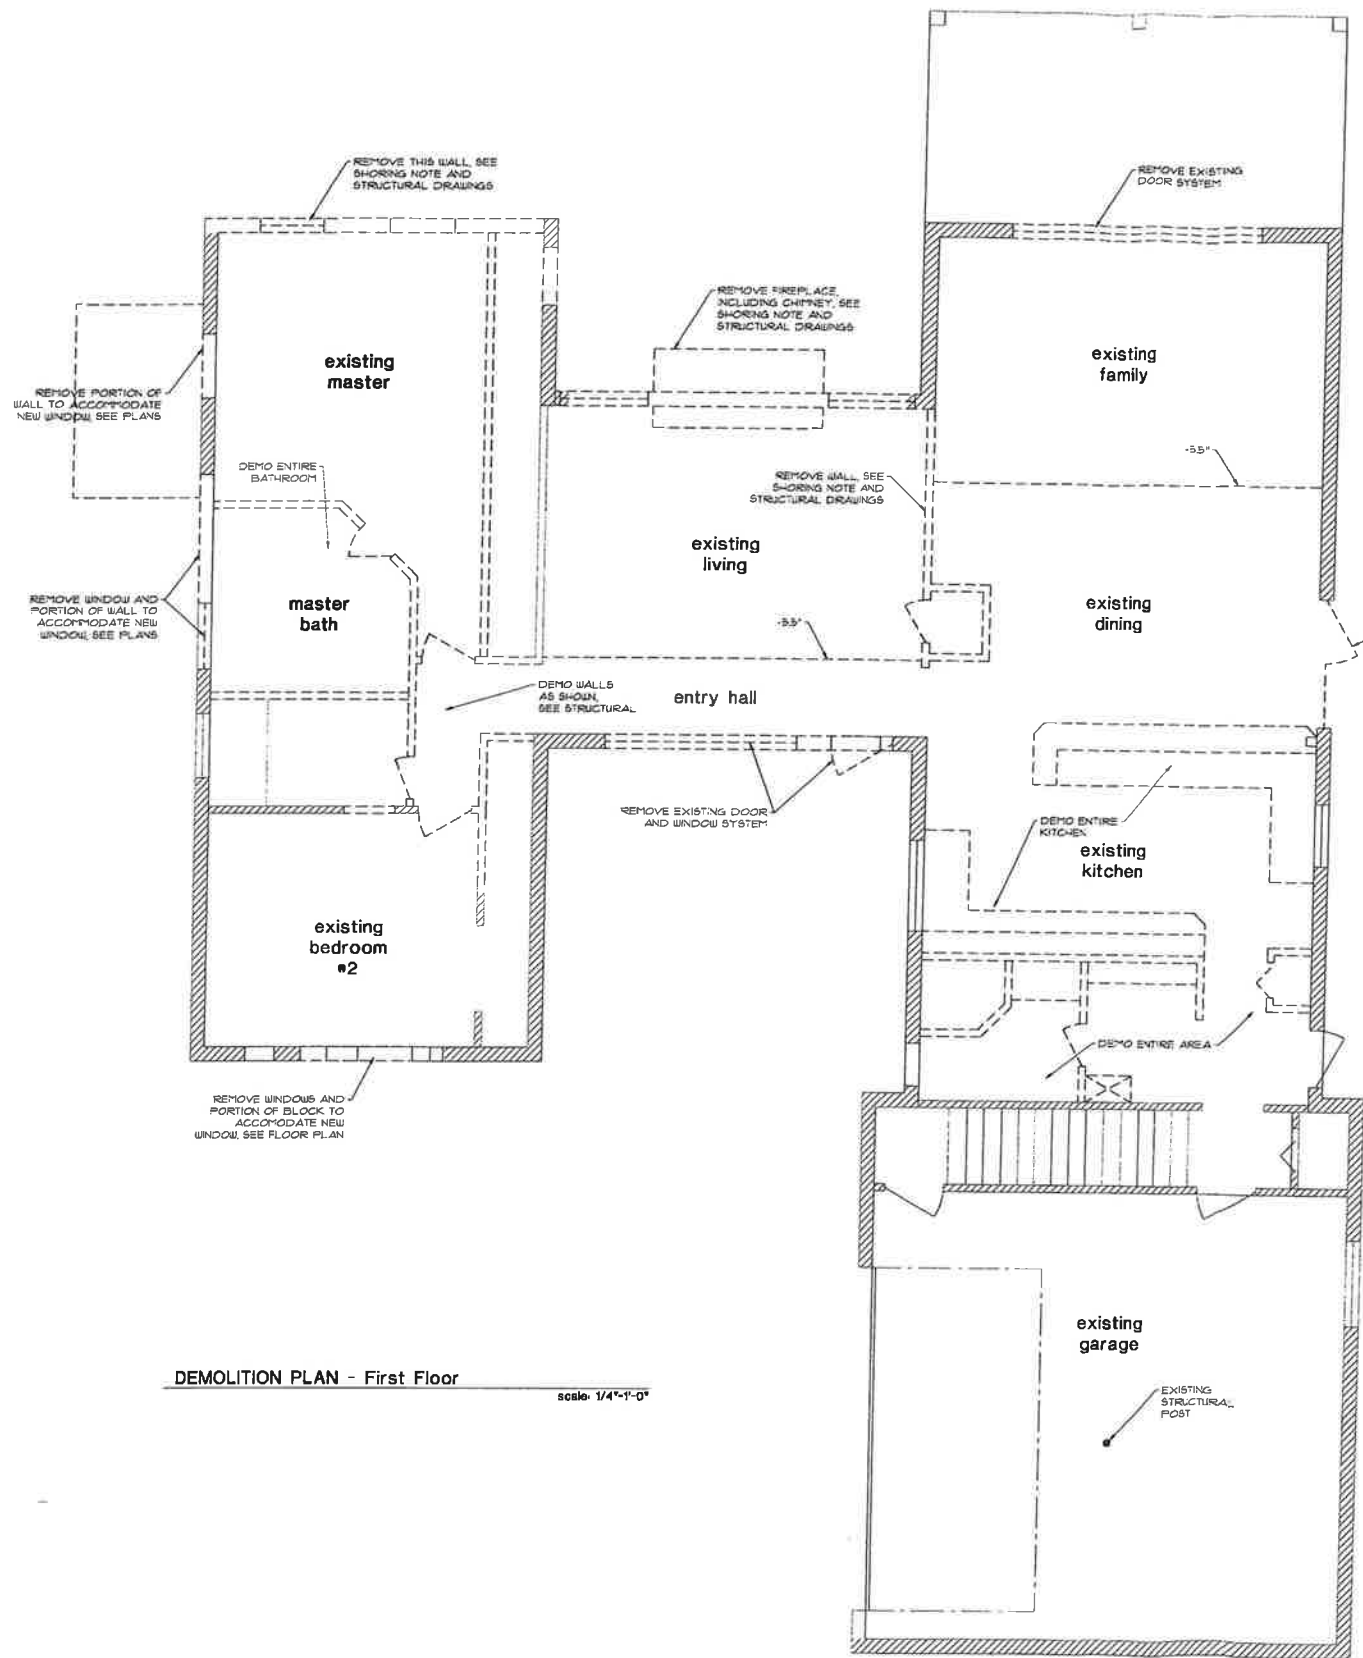 REMOVE THIS WALL, SEE
SHORING NOTE AND
STRUCTURAL DRAWINGS
REMOVE EXISTING
DOOR SYSTEM
REMOVE FIREPLACE,
INCLUDING CHIMNEY, SEE
SHORING NOTE AND
STRUCTURAL DRAWINGS
existing
master
existing
family
REMOVE PORTION OF
WALL TO ACCOMMODATE
NEW WINDOW, SEE PLANS
DEMO ENTIRE
BATHROOM
REMOVE WALL, SEE
SHORING NOTE AND
STRUCTURAL DRAWINGS
-5.5"
existing
living
REMOVE WINDOW AND
PORTION OF WALL TO
ACCOMMODATE NEW
WINDOW, SEE PLANS
master
bath
existing
dining
-5.5"
DEMO WALLS
AS SHOWN,
SEE STRUCTURAL
entry hall
REMOVE EXISTING DOOR
AND WINDOW SYSTEM
DEMO ENTIRE
KITCHEN
existing
kitchen
existing
bedroom
#2
DEMO ENTIRE AREA
REMOVE WINDOWS AND
PORTION OF BLOCK TO
ACCOMODATE NEW
WINDOW, SEE FLOOR PLAN
existing
garage
DEMOLITION PLAN - First Floor
scale: 1/4"-1'-0"
EXISTING
STRUCTURAL
POST